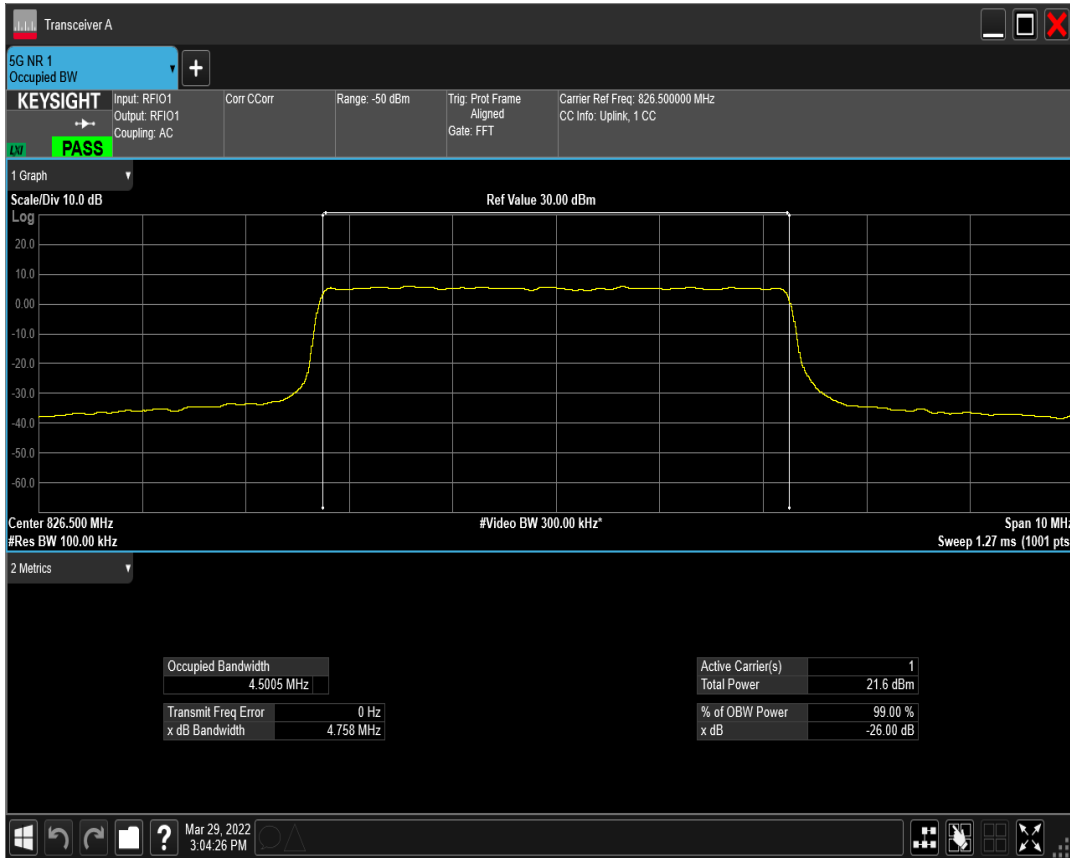 Transceiver A
5G NR 1
Occupied BW
+
KEYSIGHT
LXI
PASS
Input: RFIO1
Output: RFIO1
Coupling: AC
Corr CCorr
Range: -50 dBm
Trig: Prot Frame
Aligned
Gate: FFT
Carrier Ref Freq: 826.500000 MHz
CC Info: Uplink, 1 CC
1 Graph
Scale/Div 10.0 dB
Ref Value 30.00 dBm
Log
20.0
10.0
0.00
-10.0
-20.0
-30.0
-40.0
-50.0
-60.0
Center 826.500 MHz
#Video BW 300.00 kHz*
Span 10 MHz
#Res BW 100.00 kHz
Sweep 1.27 ms (1001 pts
2 Metrics
Occupied Bandwidth
4.5005 MHz
Transmit Freq Error 0 Hz
x dB Bandwidth 4.758 MHz
Active Carrier(s) 1
Total Power 21.6 dBm
% of OBW Power 99.00 %
x dB -26.00 dB
?
Mar 29, 2022
3:04:26 PM